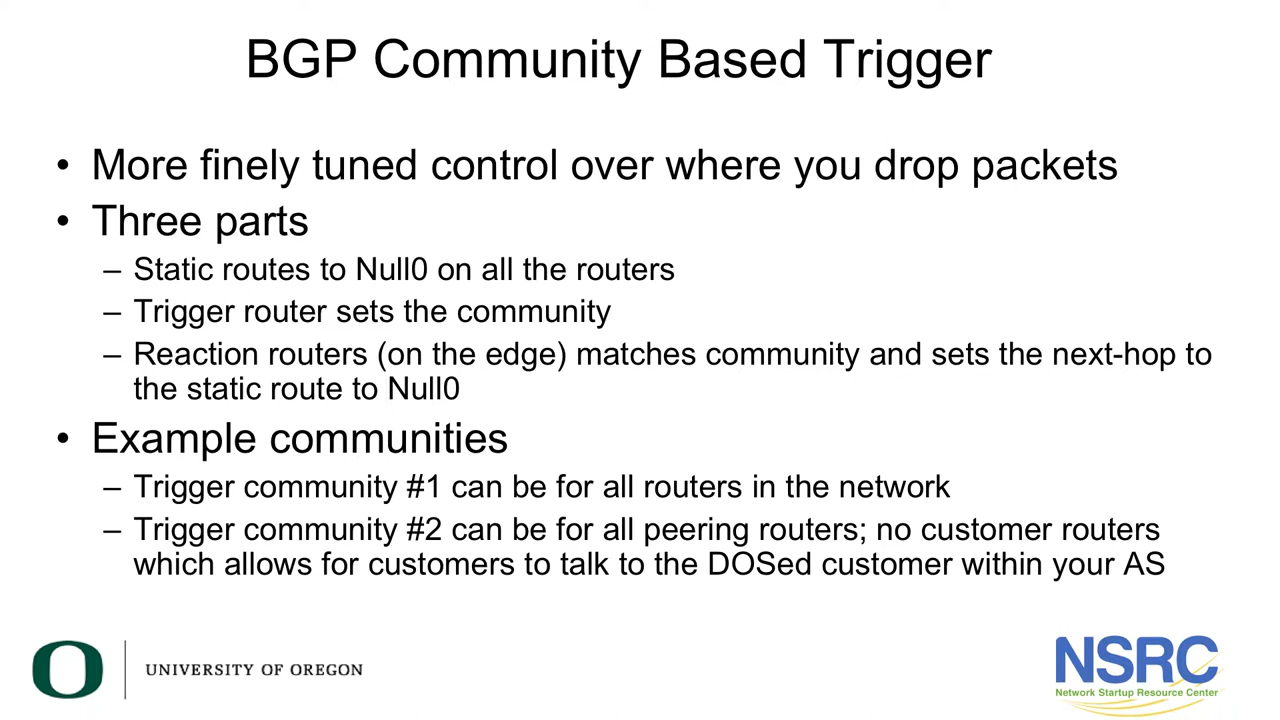 BGP Community Based Trigger
• More finely tuned control over where you drop packets
• Three parts
– Static routes to Null0 on all the routers
– Trigger router sets the community
– Reaction routers (on the edge) matches community and sets the next-hop to
the static route to Null0
• Example communities
– Trigger community #1 can be for all routers in the network
– Trigger community #2 can be for all peering routers; no customer routers
which allows for customers to talk to the DOSed customer within your AS
O
UNIVERSITY OF OREGON
NSRC
Network Startup Resource Center